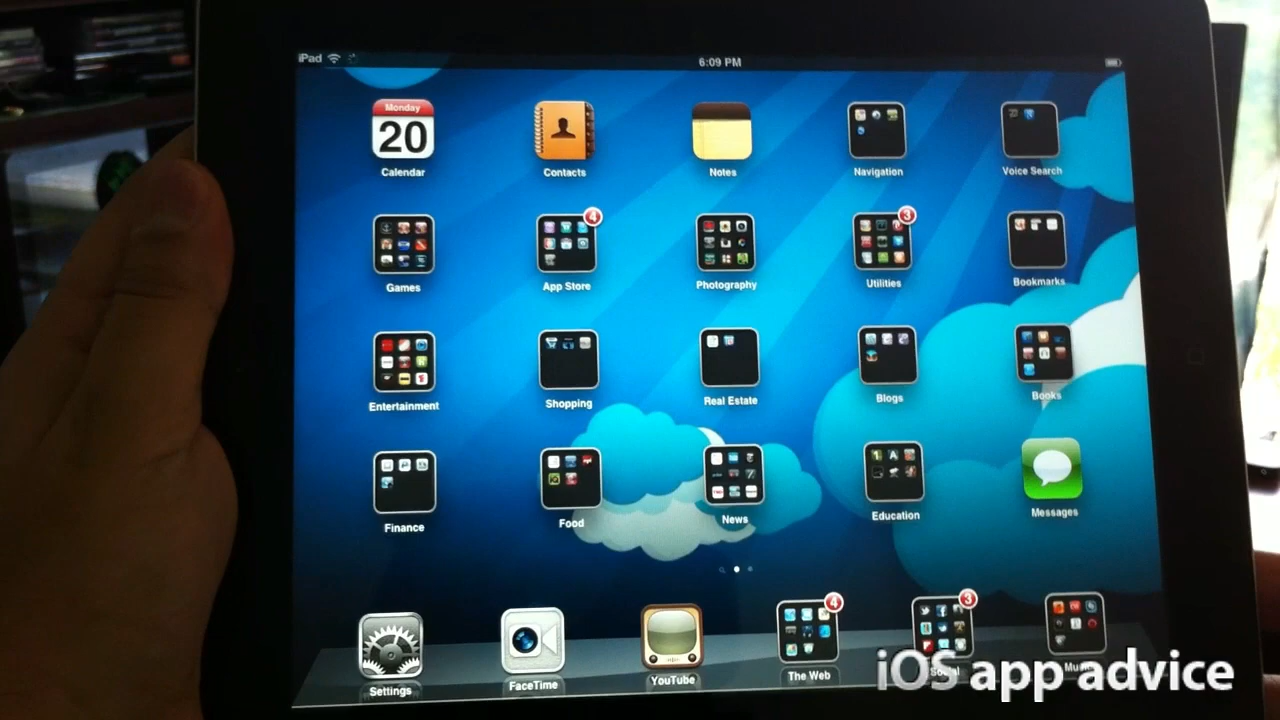 iPad 6:09 PM
Monday
20
Calendar Contacts Notes Navigation Voice Search
4 3
Games App Store Photography Utilities Bookmarks
Entertainment Shopping Real Estate Blogs Books
Finance Food News Education Messages
4 3
Settings FaceTime YouTube The Web Social
iOS app advice